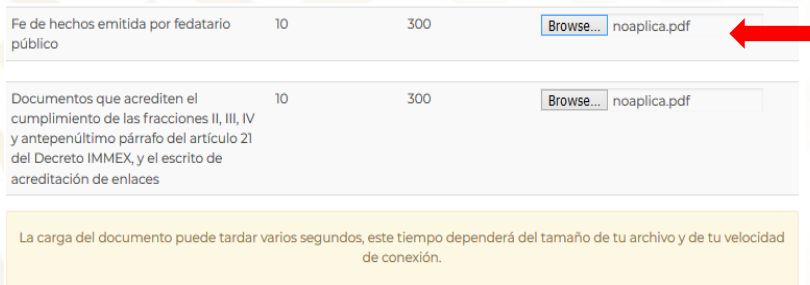 Fe de hechos emitida por fedatario 10 300 Browse... noaplica.pdf
público
Documentos que acrediten el 10 300 Browse... noaplica.pdf
cumplimiento de las fracciones II, III, IV
y antepenúltimo párrafo del artículo 21
del Decreto IMMEX, y el escrito de
acreditación de enlaces
La carga del documento puede tardar varios segundos, este tiempo dependerá del tamaño de tu archivo y de tu velocidad
de conexión.